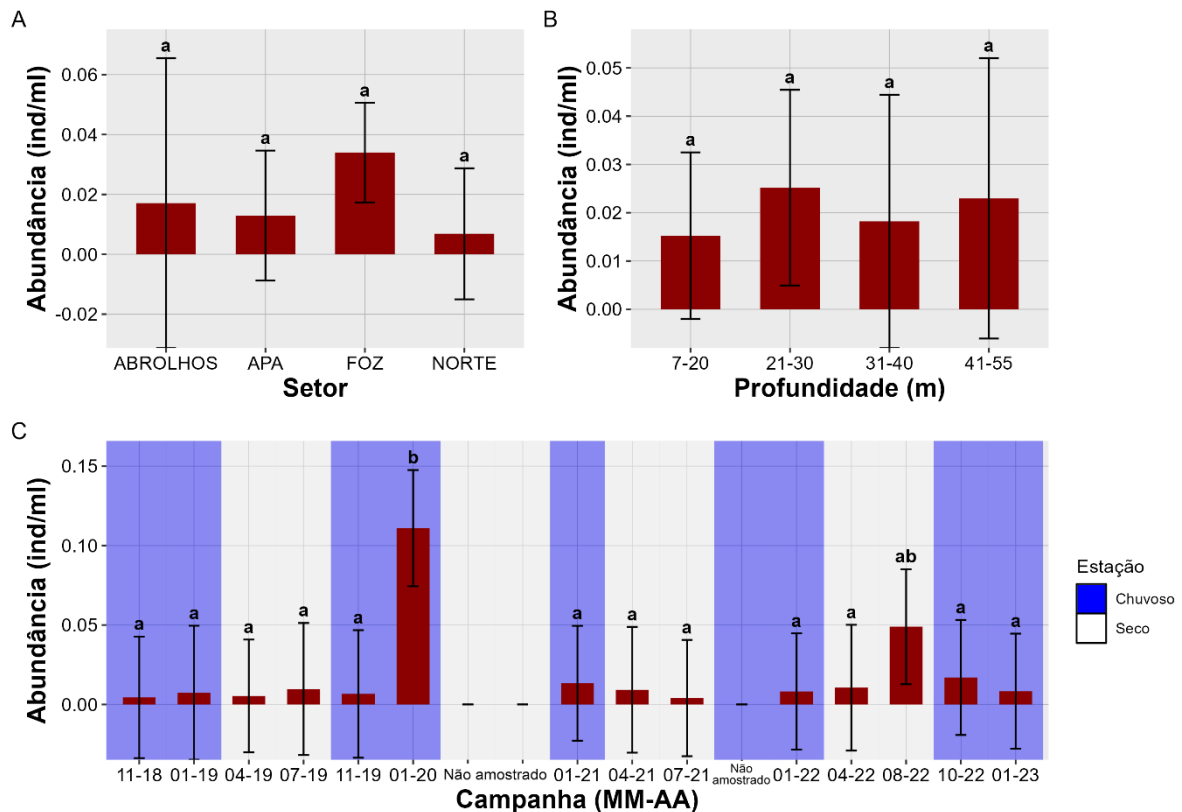 A
Abundância (ind/ml)
0.06
0.04
0.02
0.00
-0.02
a
a
a
a
ABROLHOS
APA
FOZ
NORTE
Setor
B
Abundância (ind/ml)
0.05
0.04
0.03
0.02
0.01
0.00
a
a
a
a
7-20
21-30
31-40
41-55
Profundidade (m)
C
Abundância (ind/ml)
0.15
0.10
0.05
0.00
a
a
a
a
a
b
a
a
a
a
a
ab
a
a
11-18
01-19
04-19
07-19
11-19
01-20
Não amostrado
01-21
04-21
07-21
Não
amostrado
01-22
04-22
08-22
10-22
01-23
Campanha (MM-AA)
Estação
Chuvoso
Seco